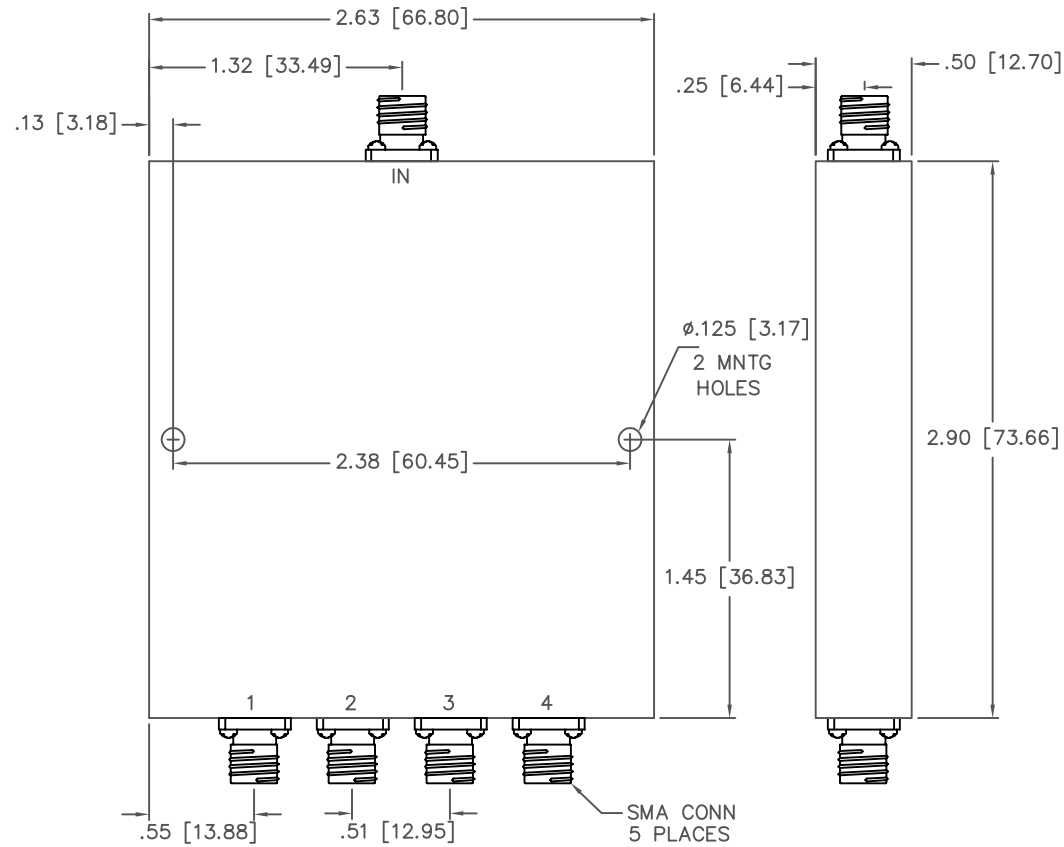 2.63 [66.80]
1.32 [33.49]
.50 [12.70]
.25 [6.44]
.13 [3.18]
IN
ø.125 [3.17]
2 MNTG
HOLES
2.38 [60.45]
2.90 [73.66]
1.45 [36.83]
1 2 3 4
.55 [13.88]
.51 [12.95]
SMA CONN
5 PLACES